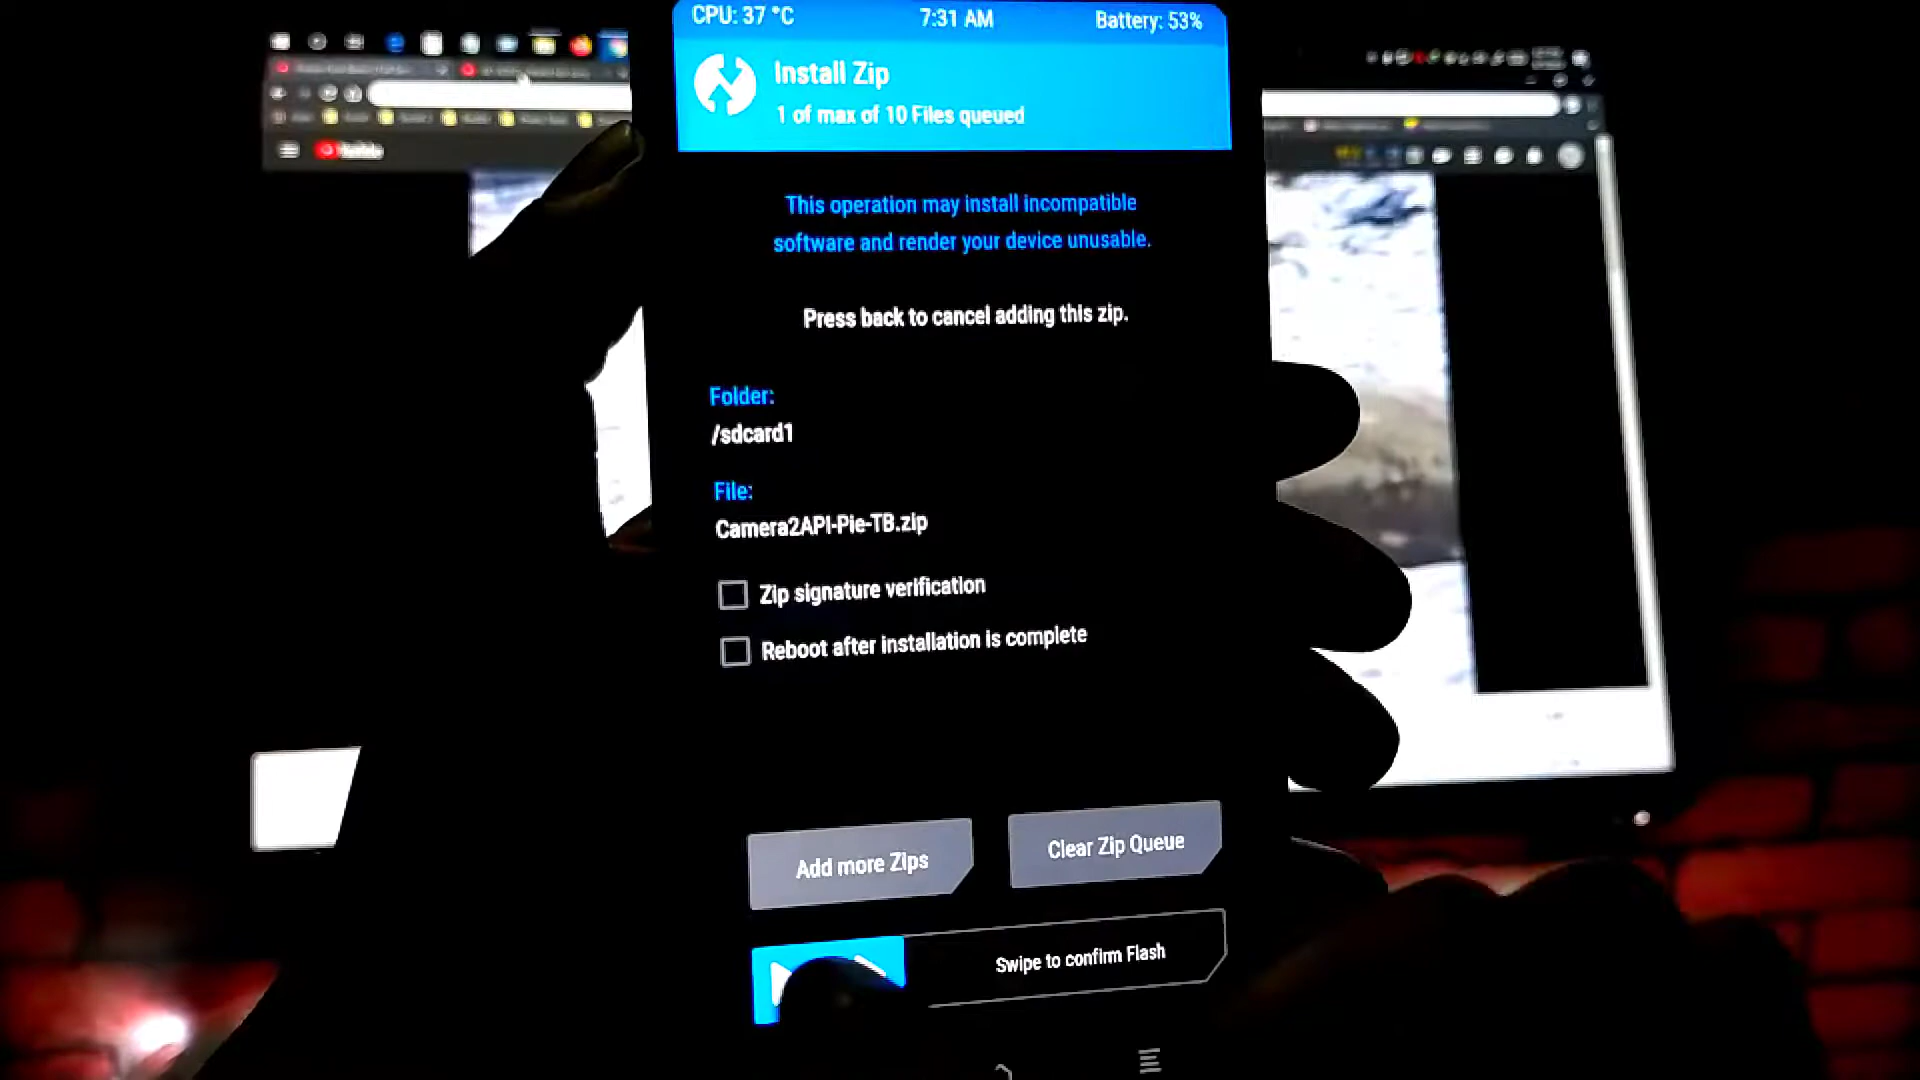 CPU: 37 °C
7:31 AM
Battery: 53%
Install Zip
1 of max of 10 Files queued
This operation may install incompatible
software and render your device unusable.
Press back to cancel adding this zip.
Folder:
/sdcard1
File:
Camera2API-Pie-TB.zip
Zip signature verification
Reboot after installation is complete
Add more Zips
Clear Zip Queue
Swipe to confirm Flash